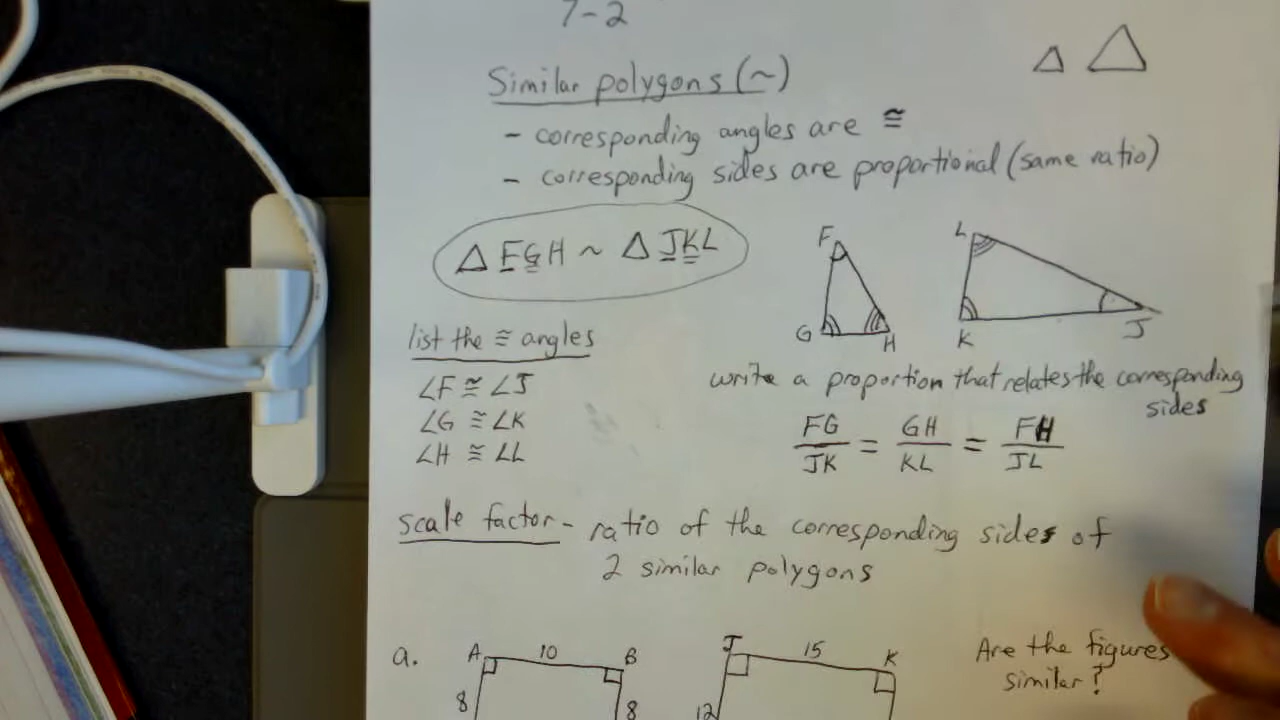 7-2
Similar polygons (~)
- corresponding angles are ≅
- corresponding sides are proportional (same ratio)
△ FGH ~ △ JKL
F
G
H
L
K
J
list the ≅ angles
∠F ≅ ∠J
∠G ≅ ∠K
∠H ≅ ∠L
write a proportion that relates the corresponding
sides
FG/JK = GH/KL = FH/JL
scale factor - ratio of the corresponding sides of
2 similar polygons
a.
A 10 B
8 8
J 15 K
12
Are the figures
similar?